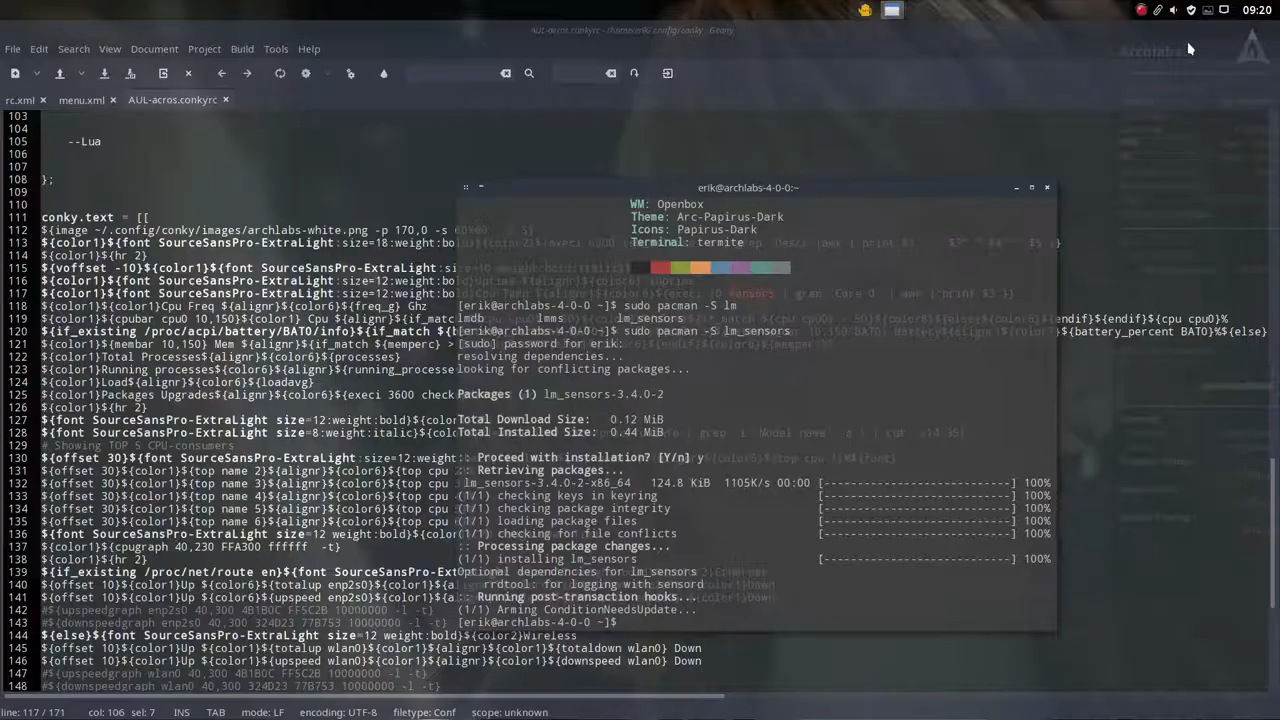 09:20
AUL-acros.conkyrc - /home/erik/.config/conky - Geany
File Edit Search View Document Project Build Tools Help
rc.xml menu.xml AUL-acros.conkyrc
103
104
105 --Lua
106
107
108 };
109
110
111 conky.text = [[
112 ${image ~/.config/conky/images/archlabs-white.png -p 170,0 -s 60x60
113 ${color1}${font SourceSansPro-ExtraLight:size=18:weight:bol
114 ${color1}${hr 2}
115 ${voffset -10}${color1}${font SourceSansPro-ExtraLight:si
116 ${color1}${font SourceSansPro-ExtraLight:size=12:weight:bo
117 ${color1}${font SourceSansPro-ExtraLight:size=12:weight:bo
118 ${color1}Cpu Freq ${alignr}${color6}${freq_g} Ghz
119 ${color1}${cpubar cpu0 10,150}${color1} Cpu ${alignr}${if_matc ${endif}${endif}${cpu cpu0}%
120 ${if_existing /proc/acpi/battery/BAT0/info}${if_match ${b ${battery_percent BAT0}%${else}
121 ${color1}${membar 10,150} Mem ${alignr}${if_match ${memperc} >
122 ${color1}Total Processes${alignr}${color6}${processes}
123 ${color1}Running processes${alignr}${color6}${running_processe
124 ${color1}Load${alignr}${color6}${loadavg}
125 ${color1}Packages Upgrades${alignr}${color6}${execi 3600 check
126 ${color1}${hr 2}
127 ${font SourceSansPro-ExtraLight size=12:weight:bold}${colo
128 ${font SourceSansPro-ExtraLight size=8:weight:italic}${colo
129 # Showing TOP 5 CPU-consumers
130 ${offset 30}${font SourceSansPro-ExtraLight:size=12:weight:
131 ${offset 30}${color1}${top name 2}${alignr}${color6}${top cpu 2
132 ${offset 30}${color1}${top name 3}${alignr}${color6}${top cpu
133 ${offset 30}${color1}${top name 4}${alignr}${color6}${top cpu
134 ${offset 30}${color1}${top name 5}${alignr}${color6}${top cpu
135 ${offset 30}${color1}${top name 6}${alignr}${color6}${top cpu
136 ${font SourceSansPro-ExtraLight size=12 weight:bold}${colo
137 ${color1}${cpugraph 40,230 FFA300 ffffff -t}
138 ${color1}${hr 2}
139 ${if_existing /proc/net/route en}${font SourceSansPro-Ext
140 ${offset 10}${color1}Up ${color6}${totalup enp2s0}${color1}${a
141 ${offset 10}${color1}Up ${color6}${upspeed enp2s0}${color1}${a
142 #${upspeedgraph enp2s0 40,300 4B1B0C FF5C2B 10000000 -l -t}
143 #${downspeedgraph enp2s0 40,300 324D23 77B753 10000000 -l -t}
144 ${else}${font SourceSansPro-ExtraLight size=12 weight:bold}${color2}Wireless
145 ${offset 10}Up ${color6}${totalup wlan0}${color1}${alignr}${color6}${totaldown wlan0} Down
146 ${offset 10}Up ${color6}${upspeed wlan0}${color1}${alignr}${color6}${downspeed wlan0} Down
147 #${upspeedgraph wlan0 40,300 4B1B0C FF5C2B 10000000 -l -t}
148 #${downspeedgraph wlan0 40,300 324D23 77B753 10000000 -l -t}
line: 117 / 171 col: 106 sel: 7 INS TAB mode: LF encoding: UTF-8 filetype: Conf scope: unknown
erik@archlabs-4-0-0:~
WM: Openbox
Theme: Arc-Papirus-Dark
Icons: Papirus-Dark
Terminal: termite
[erik@archlabs-4-0-0 ~]$ sudo pacman -S lm
lmdb lmms lm_sensors
[erik@archlabs-4-0-0 ~]$ sudo pacman -S lm_sensors
[sudo] password for erik:
resolving dependencies...
looking for conflicting packages...
Packages (1) lm_sensors-3.4.0-2
Total Download Size: 0.12 MiB
Total Installed Size: 0.44 MiB
:: Proceed with installation? [Y/n] y
:: Retrieving packages...
lm_sensors-3.4.0-2-x86_64 124.8 KiB 1105K/s 00:00 [----------------------] 100%
(1/1) checking keys in keyring [----------------------] 100%
(1/1) checking package integrity [----------------------] 100%
(1/1) loading package files [----------------------] 100%
(1/1) checking for file conflicts [----------------------] 100%
:: Processing package changes...
(1/1) installing lm_sensors [----------------------] 100%
Optional dependencies for lm_sensors
rrdtool: for logging with sensord
:: Running post-transaction hooks...
(1/1) Arming ConditionNeedsUpdate...
[erik@archlabs-4-0-0 ~]$